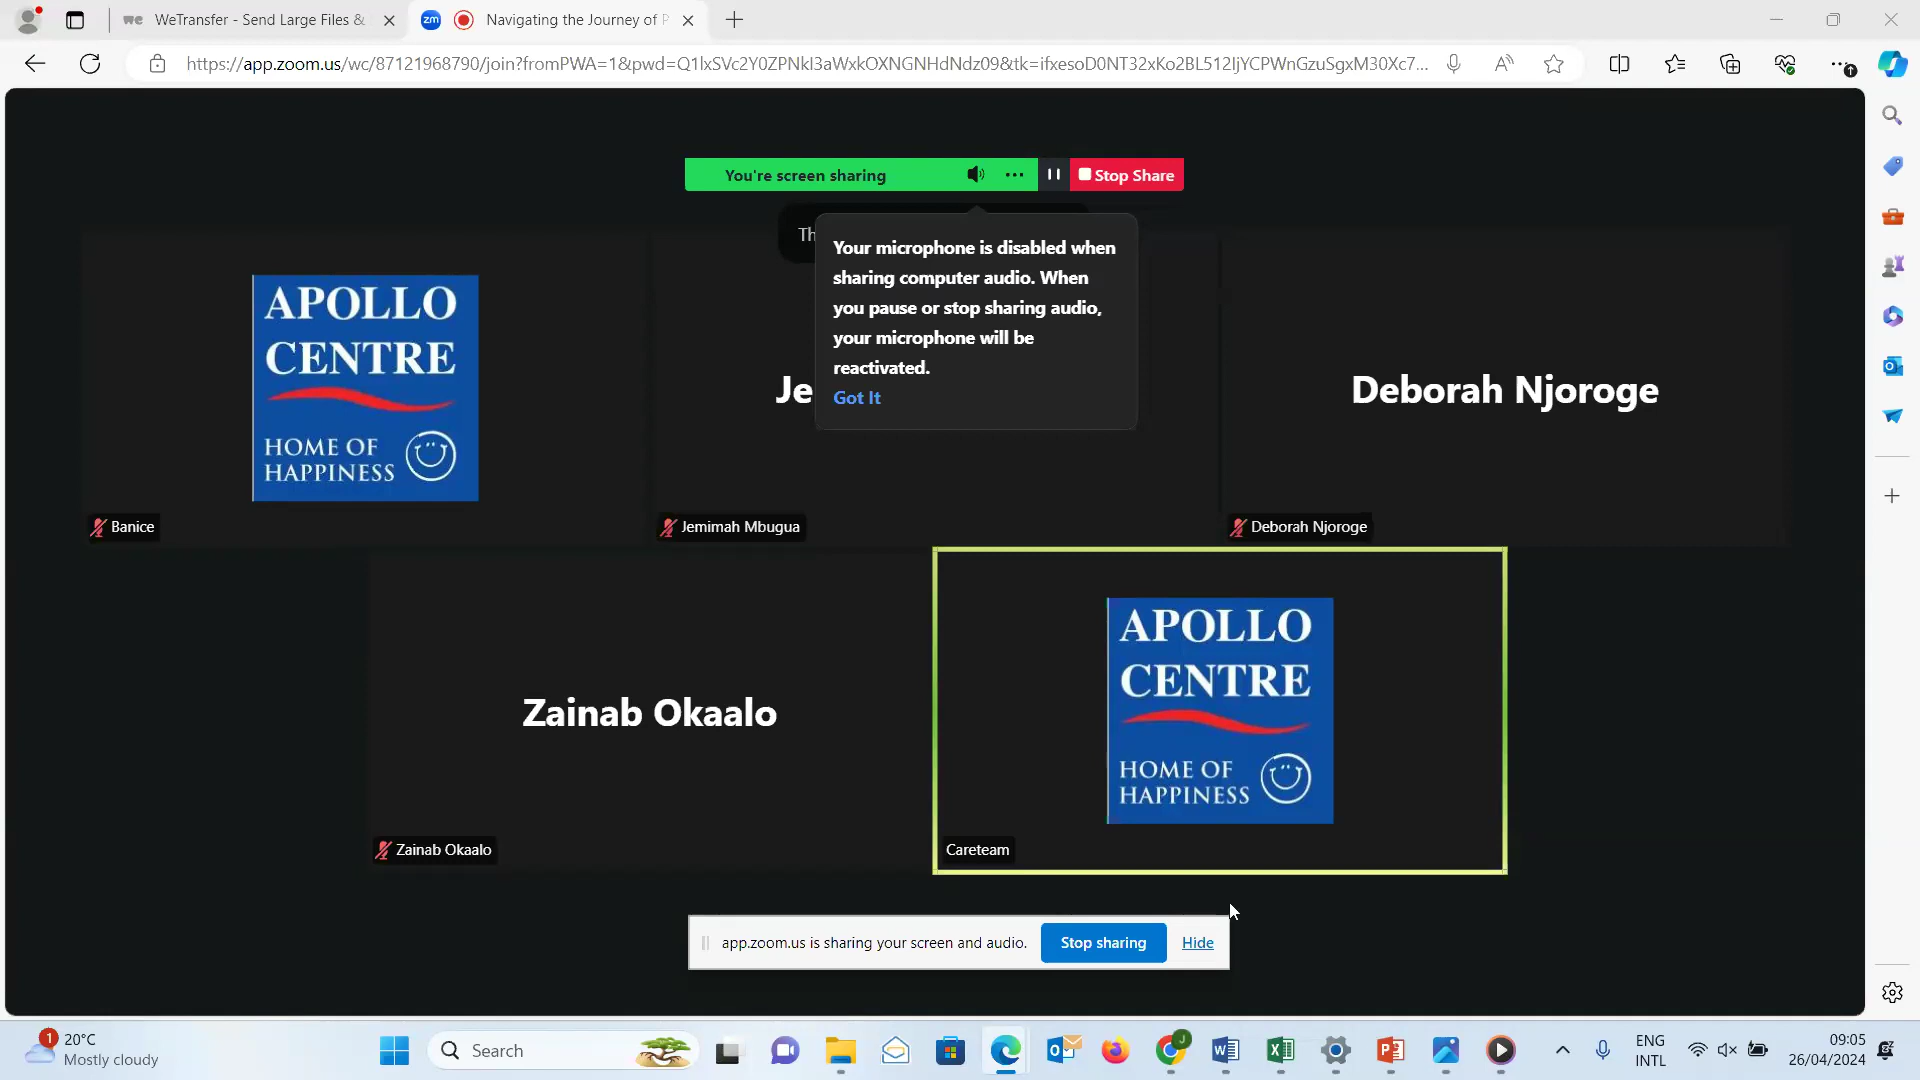 WeTransfer - Send Large Files &
Navigating the Journey of P
https://app.zoom.us/wc/87121968790/join?fromPWA=1&pwd=Q1lxSVc2Y0ZPNkl3aWxkOXNGNHdNdz09&tk=ifxesoD0NT32xKo2BL512IjYCPWnGzuSgxM30Xc7...
You're screen sharing
Stop Share
Th
Your microphone is disabled when
sharing computer audio. When
you pause or stop sharing audio,
your microphone will be
reactivated.
Got It
APOLLO
CENTRE
HOME OF
HAPPINESS
Banice
Je
Jemimah Mbugua
Deborah Njoroge
Deborah Njoroge
Zainab Okaalo
Zainab Okaalo
APOLLO
CENTRE
HOME OF
HAPPINESS
Careteam
app.zoom.us is sharing your screen and audio.
Stop sharing
Hide
1
20°C
Mostly cloudy
Search
ENG
INTL
09:05
26/04/2024